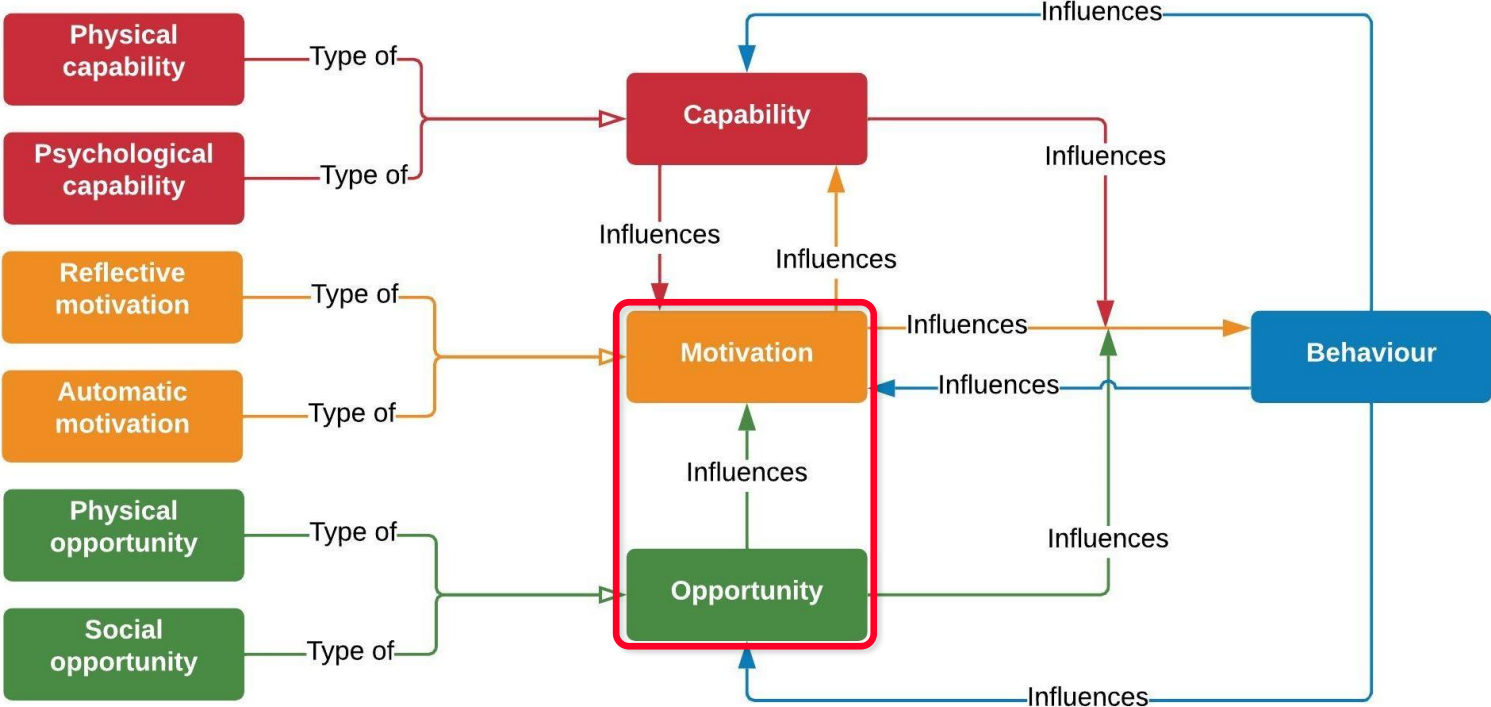 Influences
Physical
capability
Type of
Capability
Psychological
capability
Type of
Influences
Influences
Influences
Reflective
motivation
Type of
Motivation
Influences
Behaviour
Influences
Automatic
motivation
Type of
Influences
Physical
opportunity
Type of
Influences
Opportunity
Social
opportunity
Type of
Influences